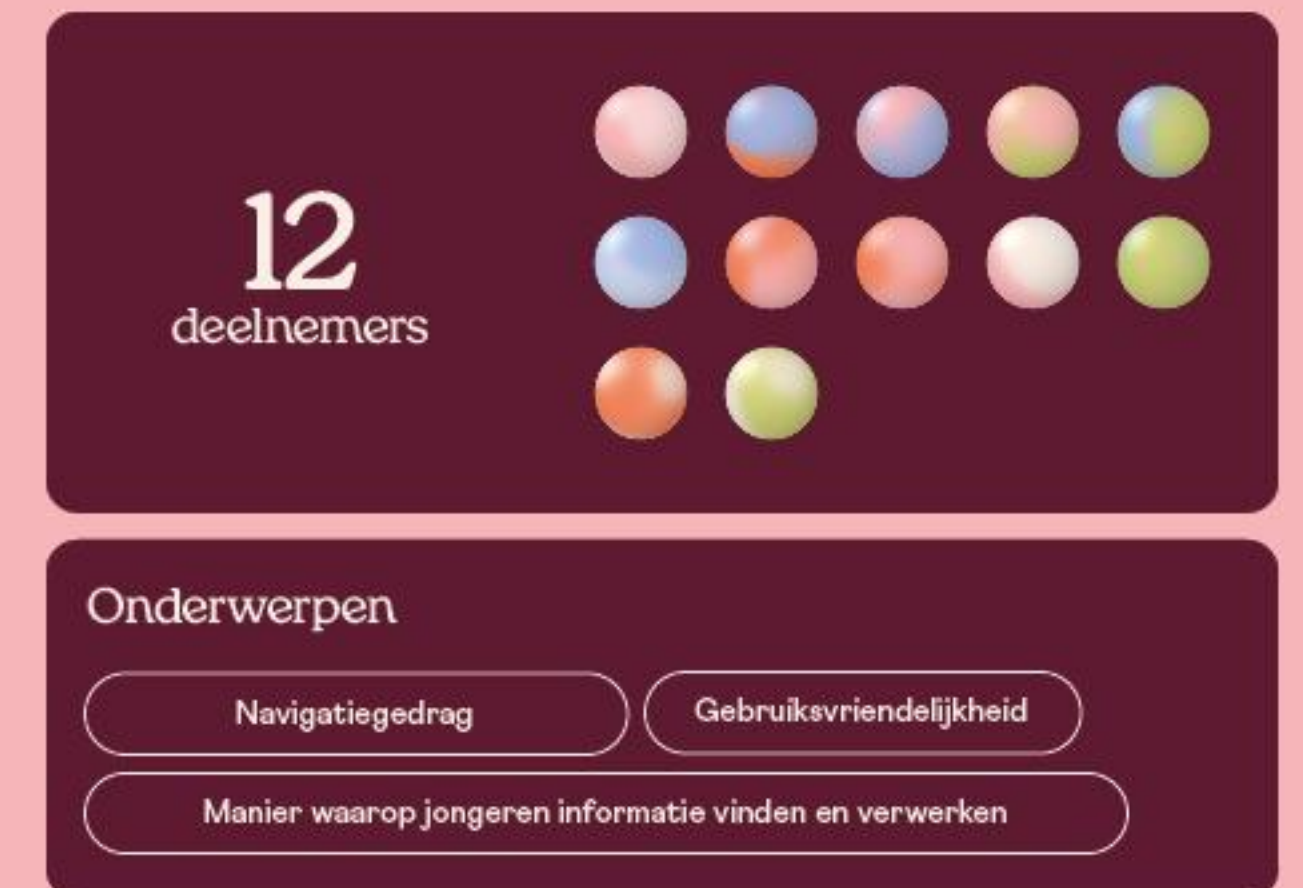 12
deelnemers
Onderwerpen
Navigatiegedrag
Gebruiksvriendelijkheid
Manier waarop jongeren informatie vinden en verwerken